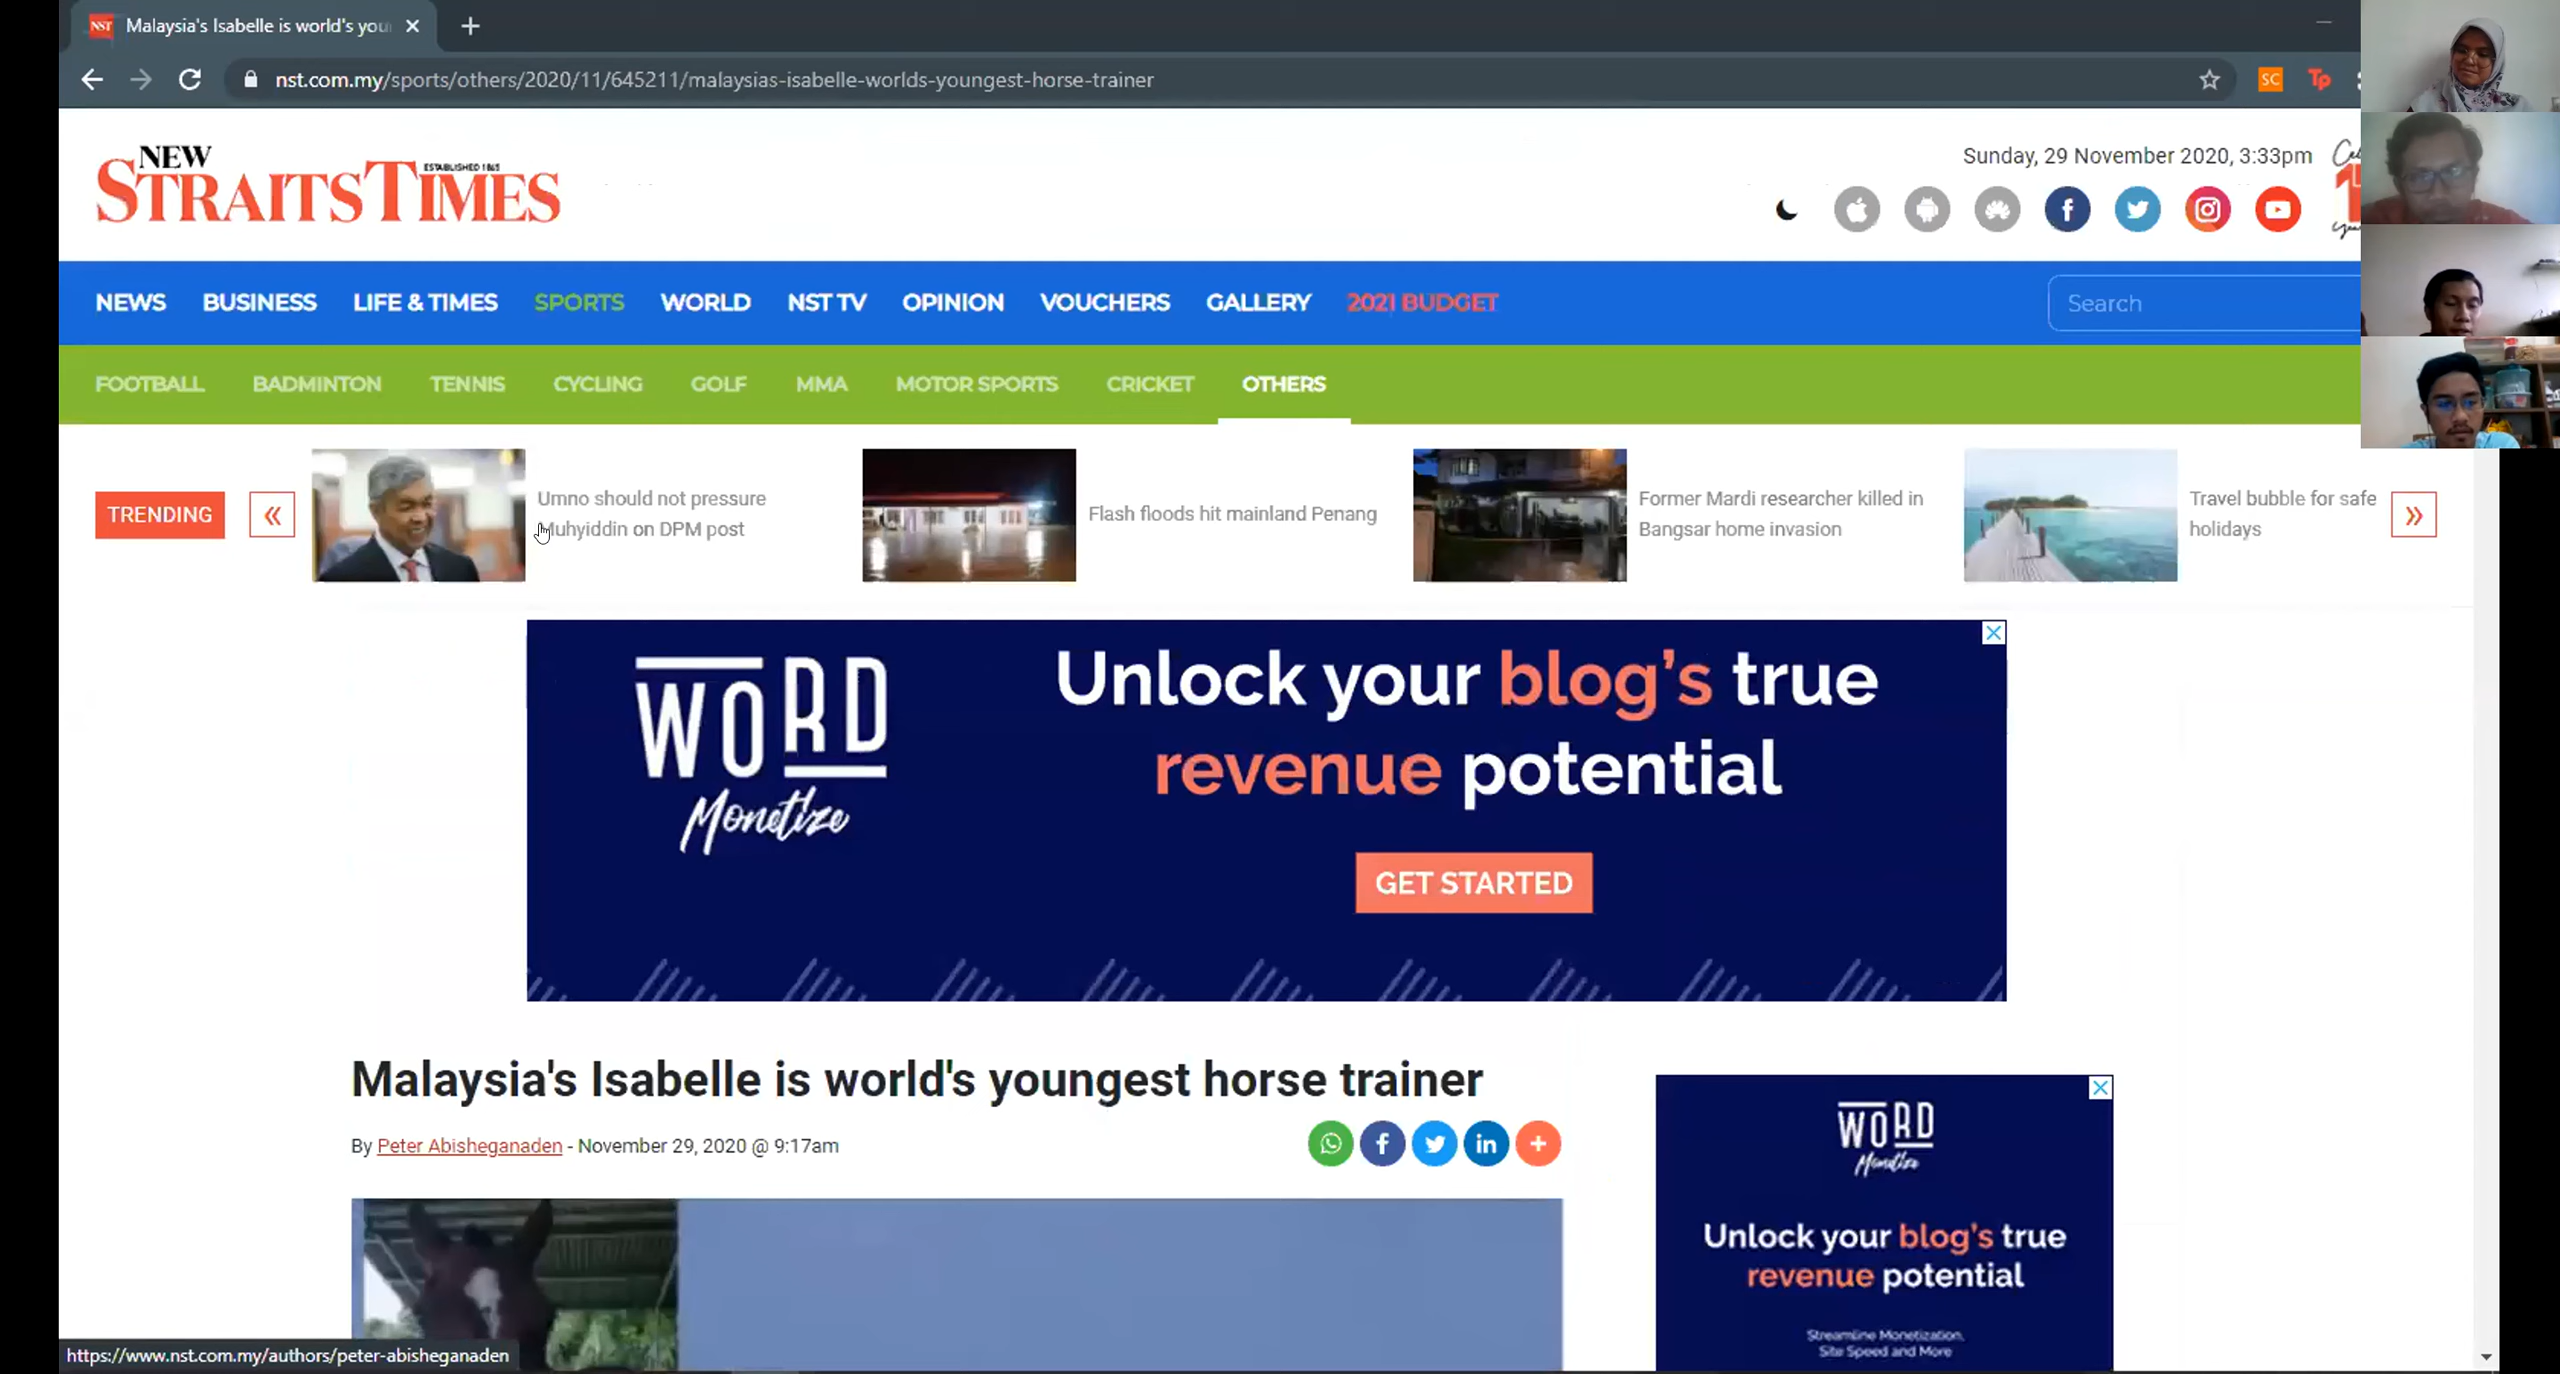 NST Malaysia's Isabelle is world's you
nst.com.my/sports/others/2020/11/645211/malaysias-isabelle-worlds-youngest-horse-trainer
SC Tp
NEW
STRAITS TIMES
ESTABLISHED 1845
Sunday, 29 November 2020, 3:33pm
NEWS BUSINESS LIFE & TIMES SPORTS WORLD NST TV OPINION VOUCHERS GALLERY 2021 BUDGET Search
FOOTBALL BADMINTON TENNIS CYCLING GOLF MMA MOTOR SPORTS CRICKET OTHERS
TRENDING
Umno should not pressure
Muhyiddin on DPM post
Flash floods hit mainland Penang
Former Mardi researcher killed in
Bangsar home invasion
Travel bubble for safe
holidays
WORD
Monetize
Unlock your blog's true
revenue potential
GET STARTED
Malaysia's Isabelle is world's youngest horse trainer
By Peter Abisheganaden - November 29, 2020 @ 9:17am
WORD
Monetize
Unlock your blog's true
revenue potential
Streamline Monetization,
Site Speed and More
https://www.nst.com.my/authors/peter-abisheganaden